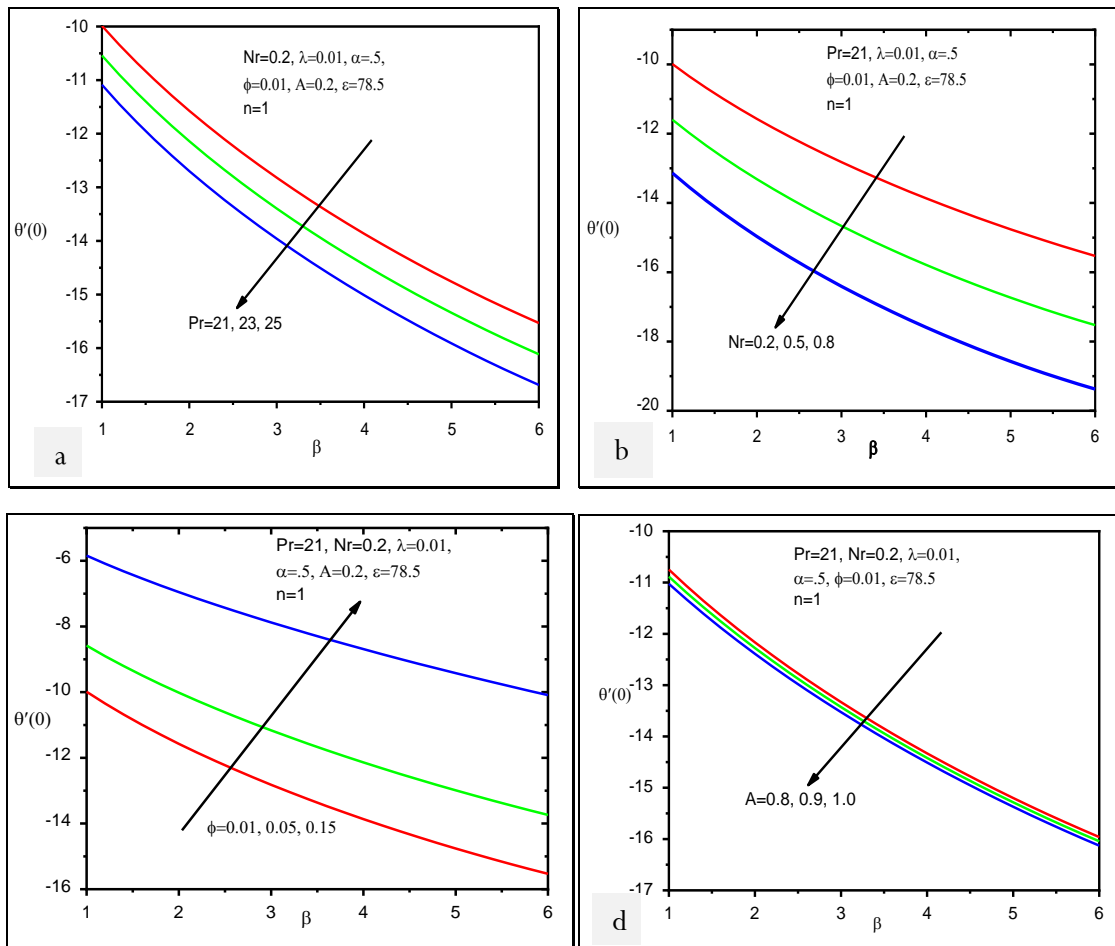 -10
-11
-12
-13
-14
-15
-16
-17
θ′(0)
Nr=0.2, λ=0.01, α=.5,
ϕ=0.01, A=0.2, ε=78.5
n=1
Pr=21, 23, 25
1 2 3 4 5 6
β
a
-10
-12
-14
-16
-18
-20
θ′(0)
Pr=21, λ=0.01, α=.5
ϕ=0.01, A=0.2, ε=78.5
n=1
Nr=0.2, 0.5, 0.8
1 2 3 4 5 6
β
b
-6
-8
-10
-12
-14
-16
θ′(0)
Pr=21, Nr=0.2, λ=0.01,
α=.5, A=0.2, ε=78.5
n=1
ϕ=0.01, 0.05, 0.15
1 2 3 4 5 6
β
-10
-11
-12
-13
-14
-15
-16
-17
θ′(0)
Pr=21, Nr=0.2, λ=0.01,
α=.5, ϕ=0.01, ε=78.5
n=1
A=0.8, 0.9, 1.0
1 2 3 4 5 6
β
d